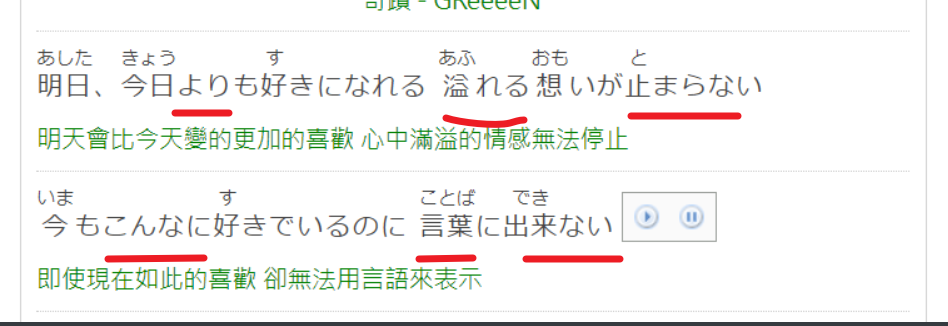 奇蹟 - GReeeeN
あした きょう す あふ おも と
明日、今日よりも好きになれる 溢れる想いが止まらない
明天會比今天變的更加的喜歡 心中滿溢的情感無法停止
いま す ことば でき
今もこんなに好きでいるのに 言葉に出来ない
即使現在如此的喜歡 卻無法用言語來表示